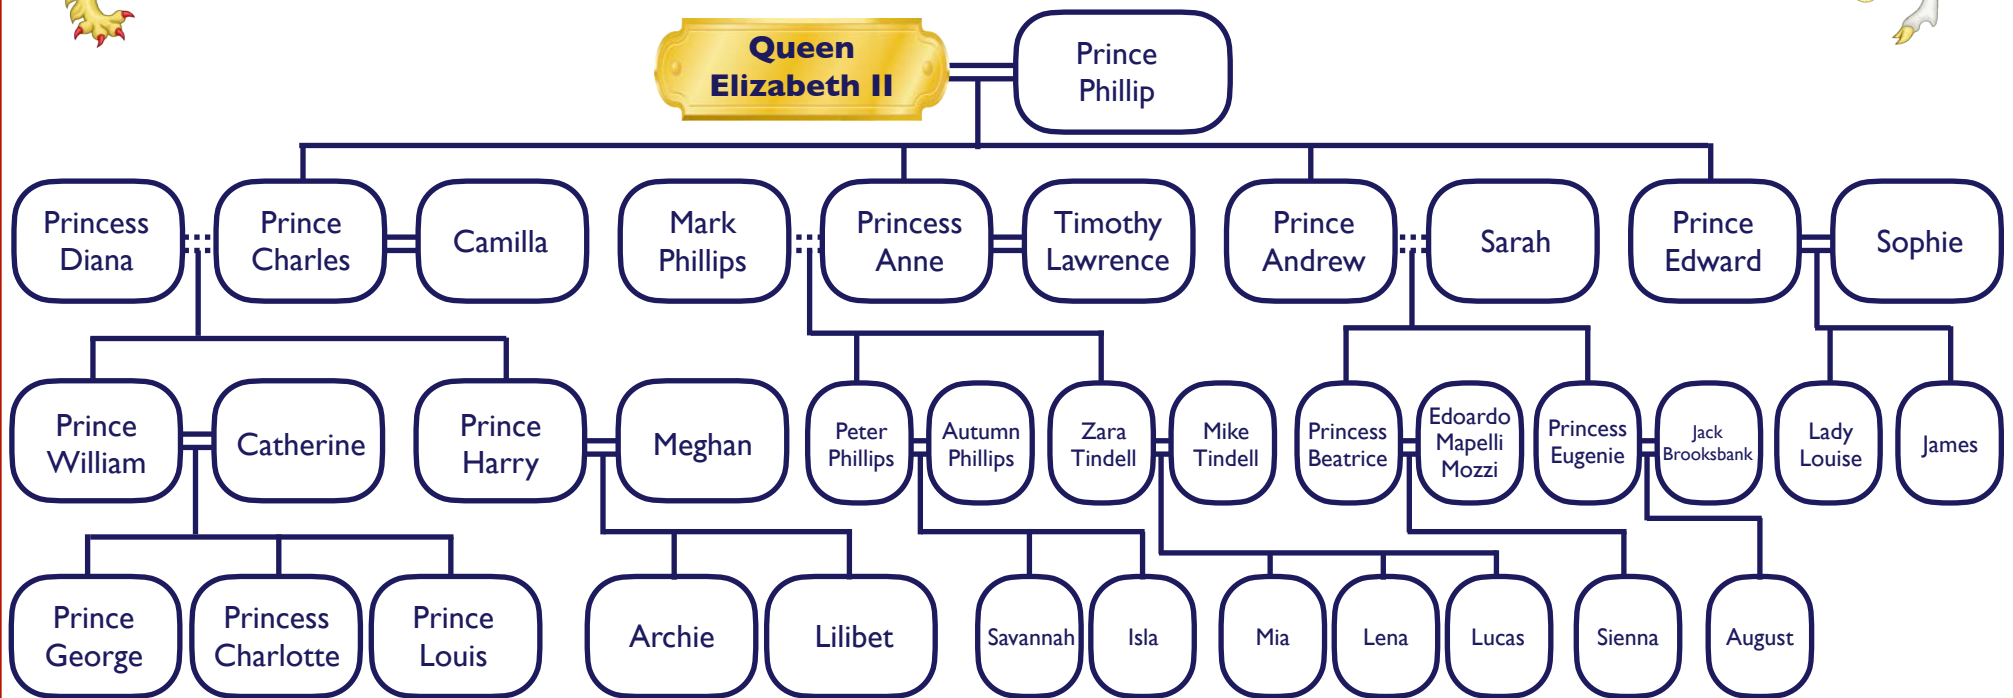 Queen
Elizabeth II
Prince
Phillip
Princess
Diana
Prince
Charles
Camilla
Mark
Phillips
Princess
Anne
Timothy
Lawrence
Prince
Andrew
Sarah
Prince
Edward
Sophie
Prince
William
Catherine
Prince
Harry
Meghan
Peter
Phillips
Autumn
Phillips
Zara
Tindell
Mike
Tindell
Princess
Beatrice
Edoardo
Mapelli
Mozzi
Princess
Eugenie
Jack
Brooksbank
Lady
Louise
James
Prince
George
Princess
Charlotte
Prince
Louis
Archie
Lilibet
Savannah
Isla
Mia
Lena
Lucas
Sienna
August